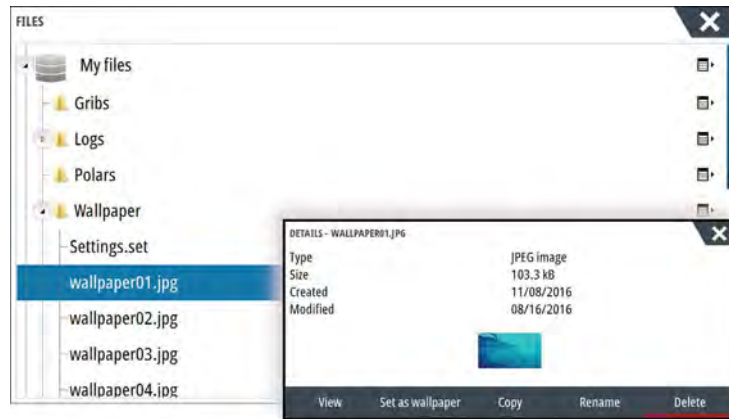 FILES
My files
Gribs
Logs
Polars
Wallpaper
Settings.set
wallpaper01.jpg
wallpaper02.jpg
wallpaper03.jpg
wallpaper04.jpg
DETAILS - WALLPAPER01.JPG
Type JPEG image
Size 103.3 kB
Created 11/08/2016
Modified 08/16/2016
View Set as wallpaper Copy Rename Delete